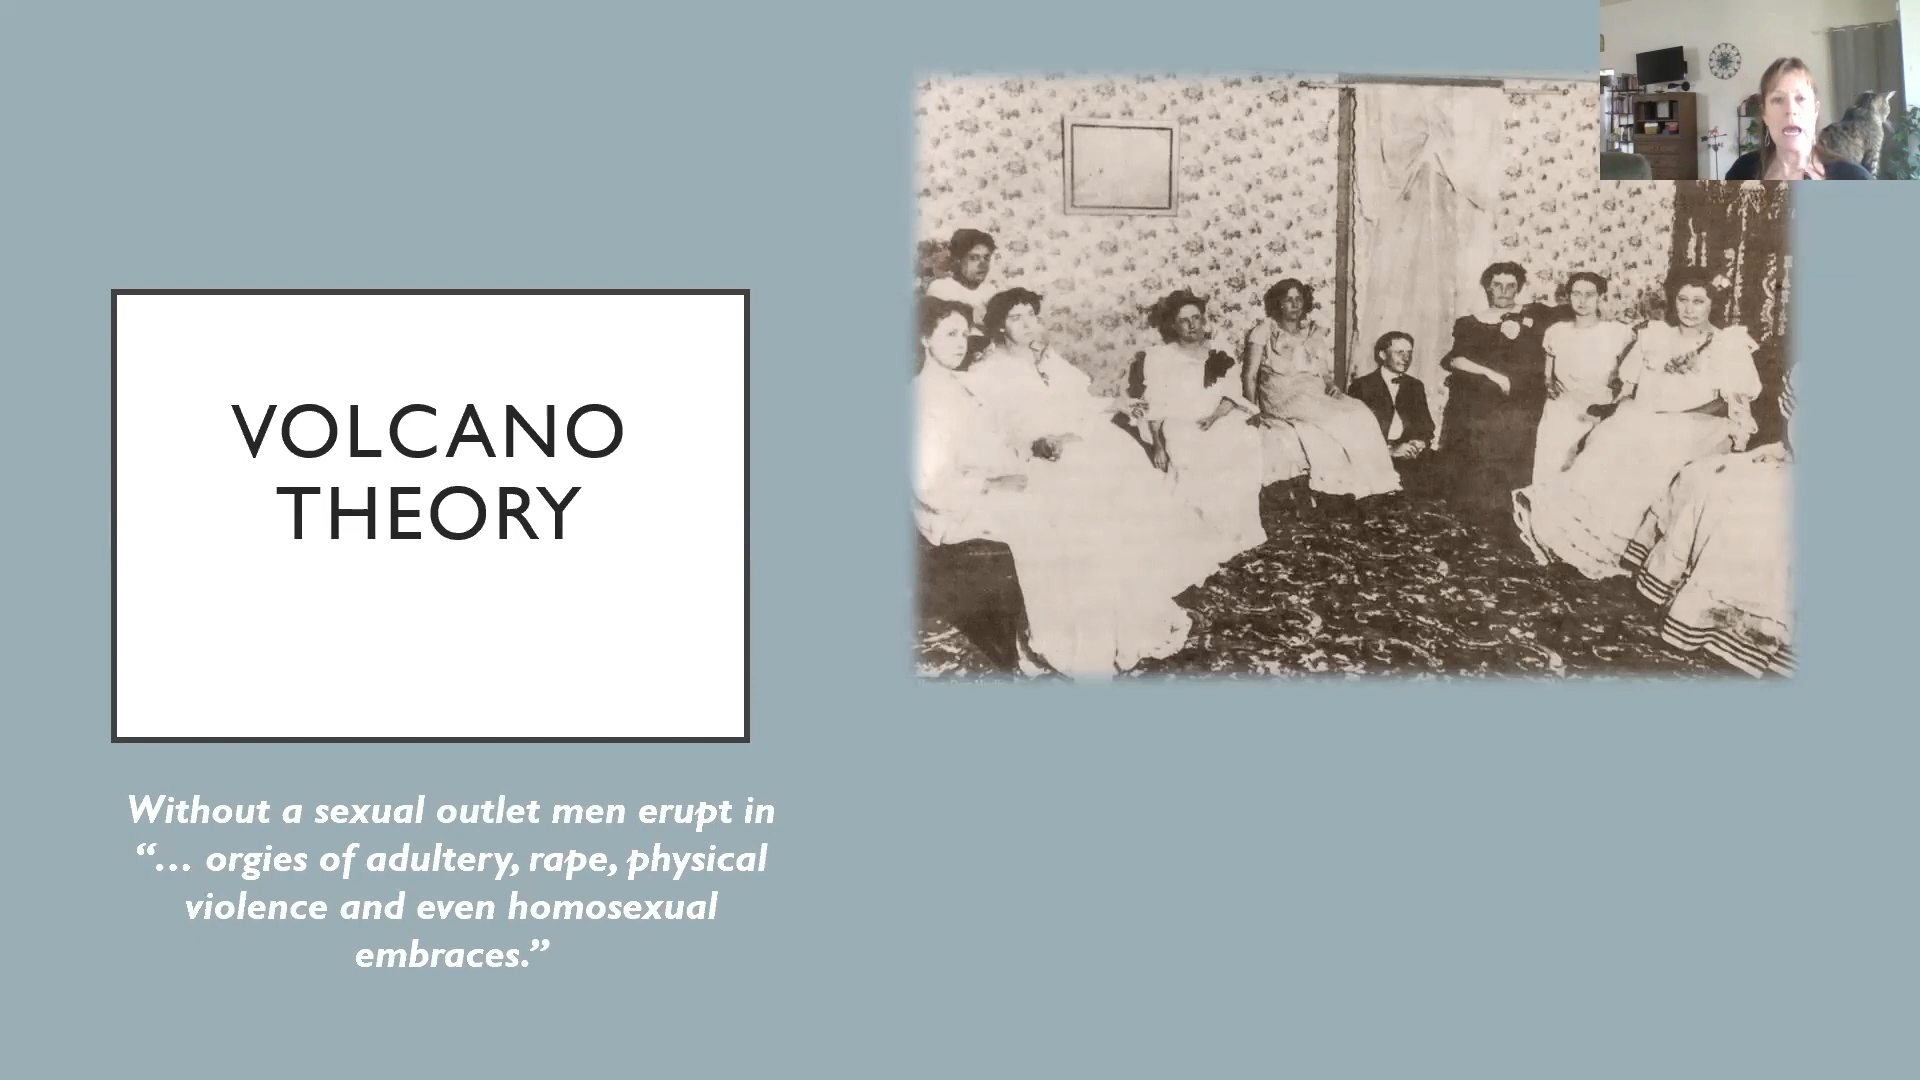 VOLCANO
THEORY
Without a sexual outlet men erupt in
“… orgies of adultery, rape, physical
violence and even homosexual
embraces.”